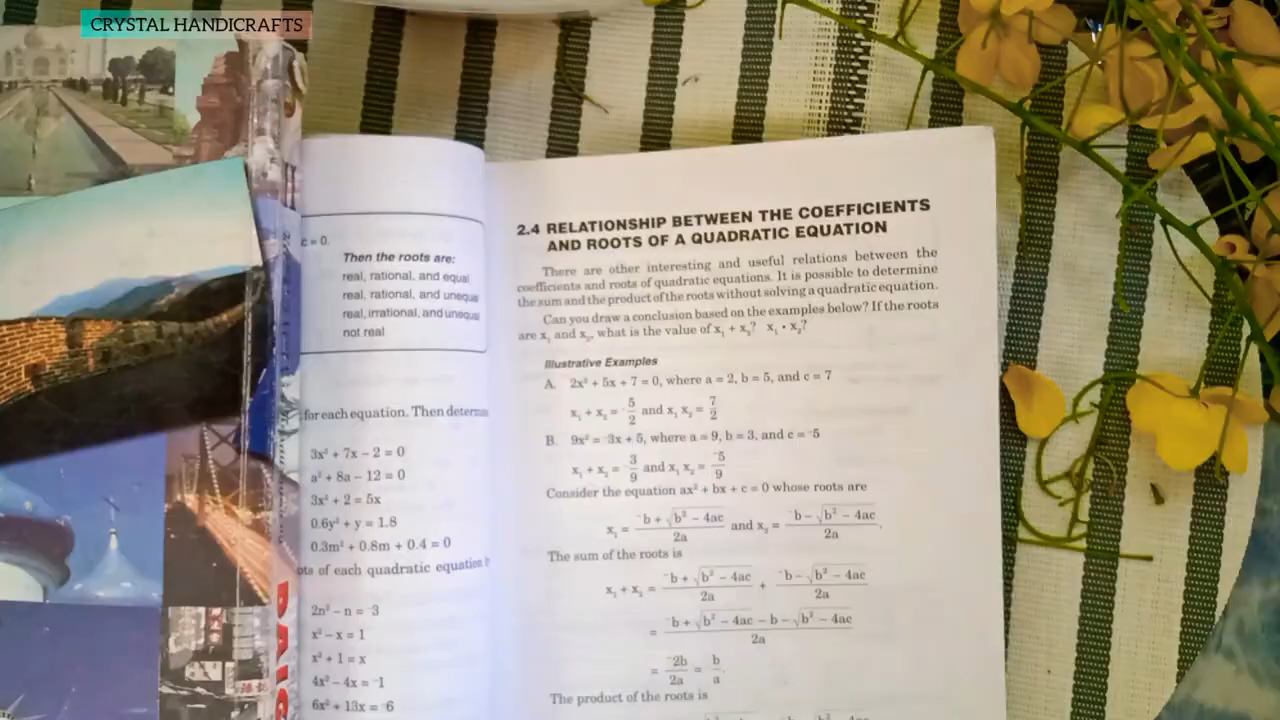 CRYSTAL HANDICRAFTS
c = 0.
Then the roots are:
real, rational, and equal
real, rational, and unequal
real, irrational, and unequal
not real
for each equation. Then
3x² + 7x − 2 = 0
a² + 8a − 12 = 0
3x² + 2 = 5x
0.6y² + y = 1.8
0.3m² + 0.8m + 0.4 = 0
of each quadratic equation
2n² − n = ⁻3
x² − x = 1
x² + 1 = x
4x² − 4x = ⁻1
6x² + 13x = ⁻6
2.4 RELATIONSHIP BETWEEN THE COEFFICIENTS
AND ROOTS OF A QUADRATIC EQUATION
There are other interesting and useful relations between the
coefficients and roots of quadratic equations. It is possible to determine
the sum and the product of the roots without solving a quadratic equation.
Can you draw a conclusion based on the examples below? If the roots
are x₁ and x₂, what is the value of x₁ + x₂? x₁ • x₂?
Illustrative Examples
A. 2x² + 5x + 7 = 0, where a = 2, b = 5, and c = 7
x₁ + x₂ = ⁻5/2 and x₁ x₂ = 7/2
B. 9x² = ⁻3x + 5, where a = 9, b = 3, and c = ⁻5
x₁ + x₂ = ⁻3/9 and x₁ x₂ = ⁻5/9
Consider the equation ax² + bx + c = 0 whose roots are
x₁ = (⁻b + √(b² − 4ac))/2a and x₂ = (⁻b − √(b² − 4ac))/2a.
The sum of the roots is
x₁ + x₂ = (⁻b + √(b² − 4ac))/2a + (⁻b − √(b² − 4ac))/2a
= (⁻b + √(b² − 4ac) − b − √(b² − 4ac))/2a
= ⁻2b/2a = ⁻b/a.
The product of the roots is